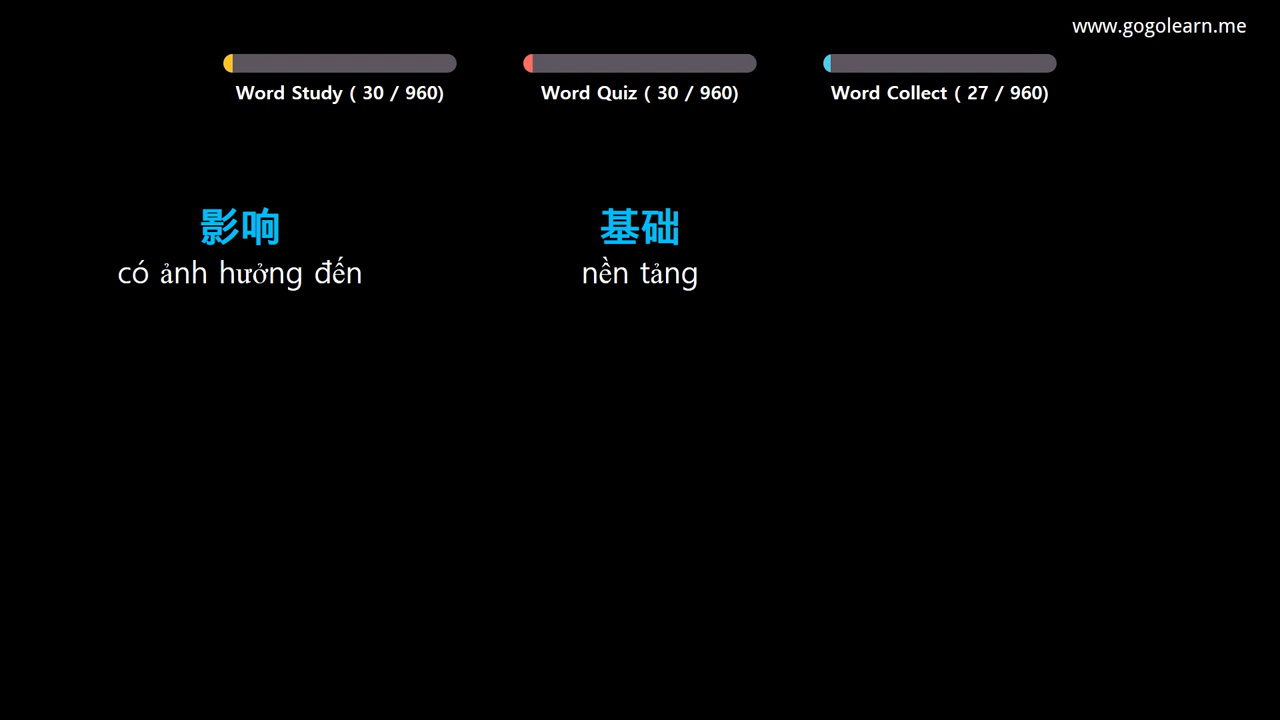 www.gogolearn.me
Word Study ( 30 / 960)
Word Quiz ( 30 / 960)
Word Collect ( 27 / 960)
影响
có ảnh hưởng đến
基础
nền tảng